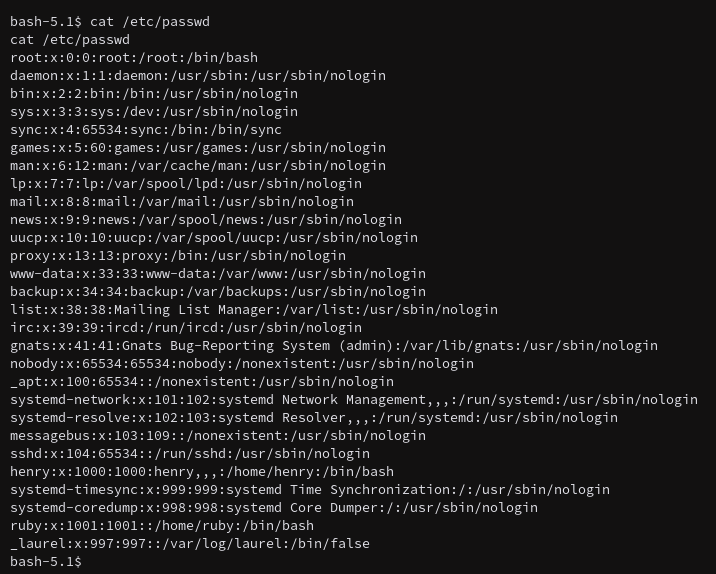 bash-5.1$ cat /etc/passwd
cat /etc/passwd
root:x:0:0:root:/root:/bin/bash
daemon:x:1:1:daemon:/usr/sbin:/usr/sbin/nologin
bin:x:2:2:bin:/bin:/usr/sbin/nologin
sys:x:3:3:sys:/dev:/usr/sbin/nologin
sync:x:4:65534:sync:/bin:/bin/sync
games:x:5:60:games:/usr/games:/usr/sbin/nologin
man:x:6:12:man:/var/cache/man:/usr/sbin/nologin
lp:x:7:7:lp:/var/spool/lpd:/usr/sbin/nologin
mail:x:8:8:mail:/var/mail:/usr/sbin/nologin
news:x:9:9:news:/var/spool/news:/usr/sbin/nologin
uucp:x:10:10:uucp:/var/spool/uucp:/usr/sbin/nologin
proxy:x:13:13:proxy:/bin:/usr/sbin/nologin
www-data:x:33:33:www-data:/var/www:/usr/sbin/nologin
backup:x:34:34:backup:/var/backups:/usr/sbin/nologin
list:x:38:38:Mailing List Manager:/var/list:/usr/sbin/nologin
irc:x:39:39:ircd:/run/ircd:/usr/sbin/nologin
gnats:x:41:41:Gnats Bug-Reporting System (admin):/var/lib/gnats:/usr/sbin/nologin
nobody:x:65534:65534:nobody:/nonexistent:/usr/sbin/nologin
_apt:x:100:65534::/nonexistent:/usr/sbin/nologin
systemd-network:x:101:102:systemd Network Management,,,:/run/systemd:/usr/sbin/nologin
systemd-resolve:x:102:103:systemd Resolver,,,:/run/systemd:/usr/sbin/nologin
messagebus:x:103:109::/nonexistent:/usr/sbin/nologin
sshd:x:104:65534::/run/sshd:/usr/sbin/nologin
henry:x:1000:1000:henry,,,:/home/henry:/bin/bash
systemd-timesync:x:999:999:systemd Time Synchronization:/:/usr/sbin/nologin
systemd-coredump:x:998:998:systemd Core Dumper:/:/usr/sbin/nologin
ruby:x:1001:1001::/home/ruby:/bin/bash
_laurel:x:997:997::/var/log/laurel:/bin/false
bash-5.1$